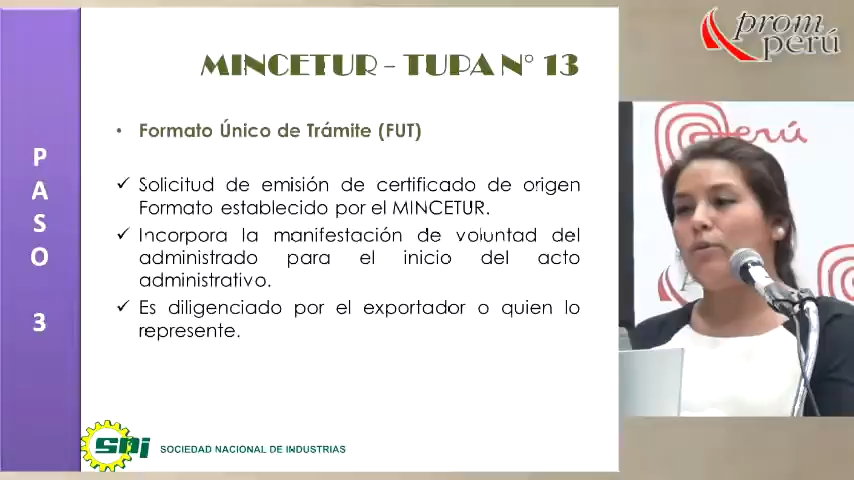 MINCETUR – TUPA N° 13
• Formato Único de Trámite (FUT)
✓ Solicitud de emisión de certificado de origen
Formato establecido por el MINCETUR.
✓ Incorpora la manifestación de voluntad del
administrado para el inicio del acto
administrativo.
✓ Es diligenciado por el exportador o quien lo
represente.
P
A
S
O
3
sni
SOCIEDAD NACIONAL DE INDUSTRIAS
prom
perú
Perú